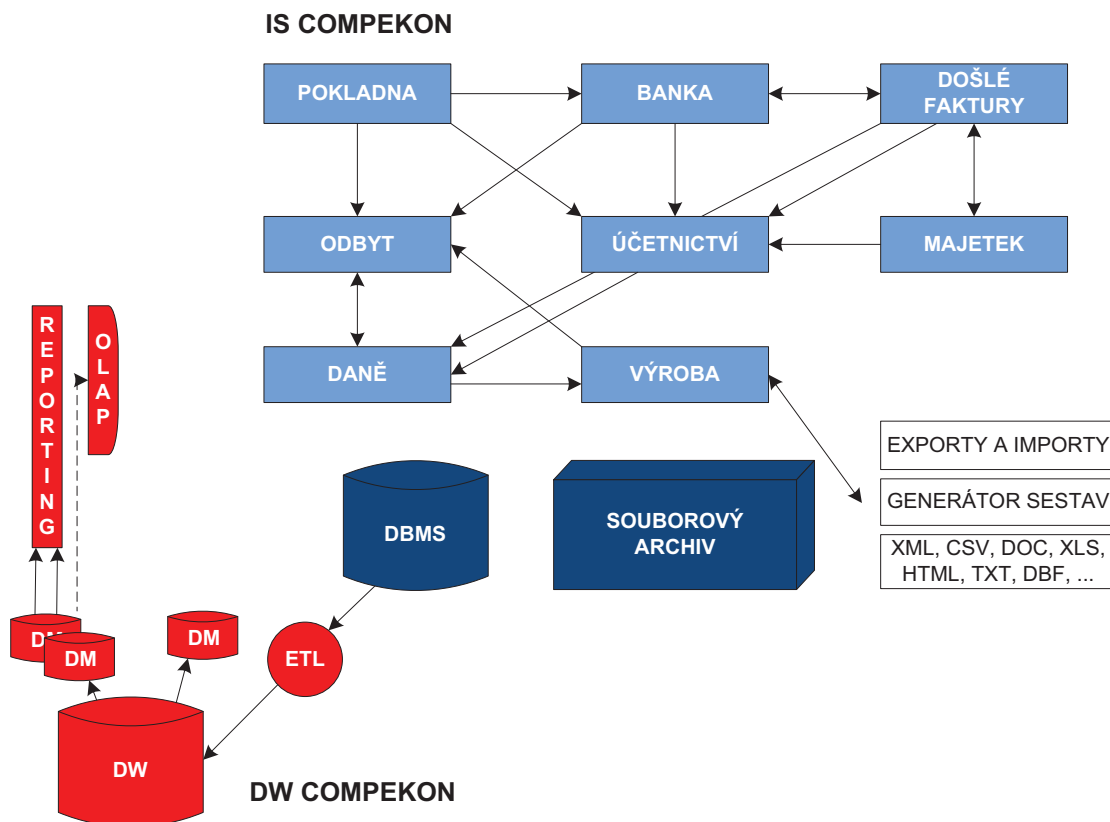 IS COMPEKON
POKLADNA
BANKA
DOŠLÉ
FAKTURY
ODBYT
ÚČETNICTVÍ
MAJETEK
DANĚ
VÝROBA
REPORTING
OLAP
EXPORTY A IMPORTY
GENERÁTOR SESTAV
XML, CSV, DOC, XLS,
HTML, TXT, DBF, ...
DBMS
SOUBOROVÝ
ARCHIV
DM
DM
DM
ETL
DW
DW COMPEKON